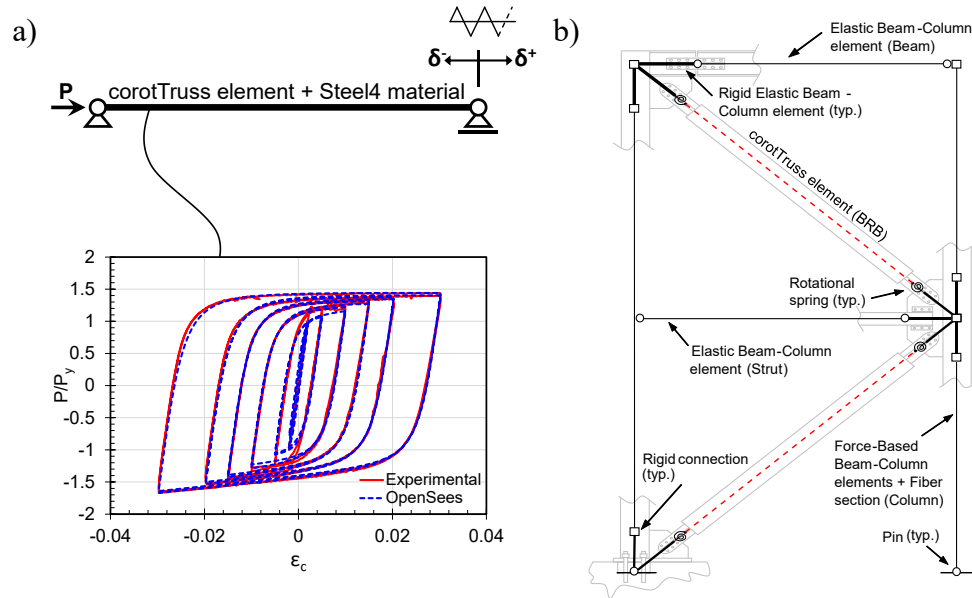 a)
δ⁻ δ⁺
P
corotTruss element + Steel4 material
2
1.5
1
0.5
0
-0.5
-1
-1.5
-2
P/Pᵧ
Experimental
OpenSees
-0.04 -0.02 0 0.02 0.04
ε_c
b)
Elastic Beam-Column
element (Beam)
Rigid Elastic Beam -
Column element (typ.)
corotTruss element (BRB)
Rotational
spring (typ.)
Elastic Beam-Column
element (Strut)
Rigid connection
(typ.)
Force-Based
Beam-Column
elements + Fiber
section (Column)
Pin (typ.)